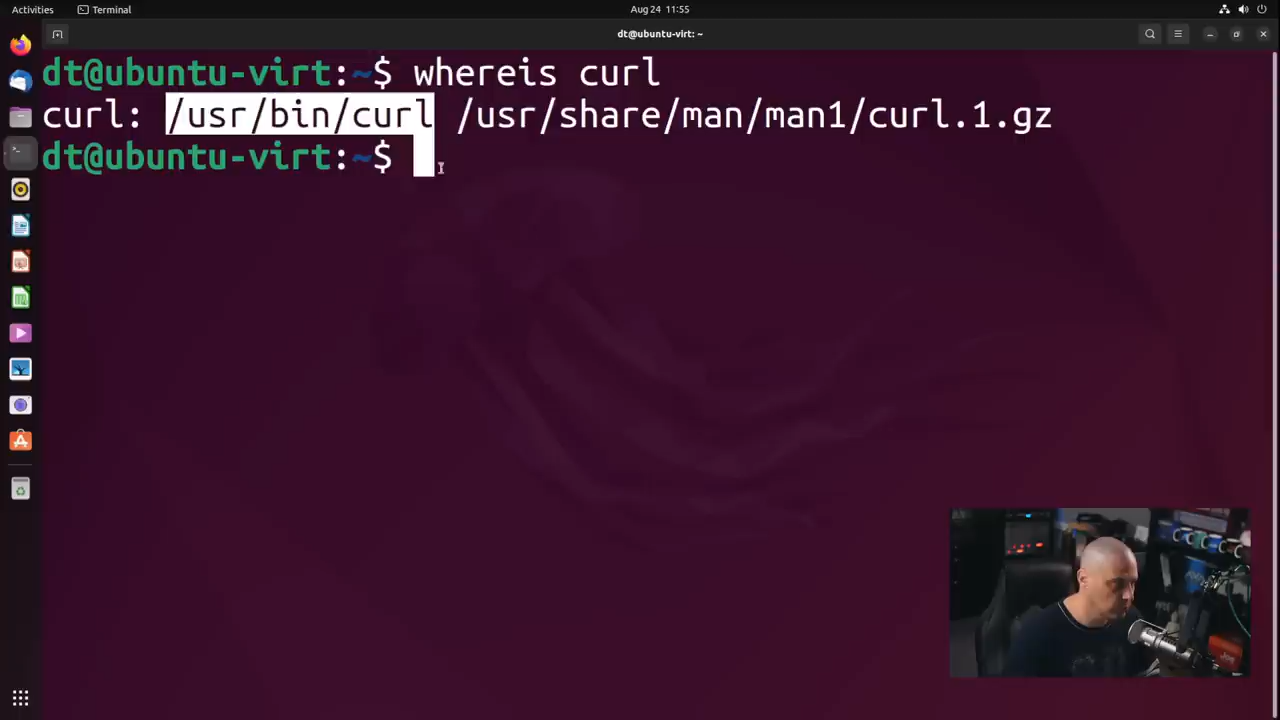 Activities
Terminal
Aug 24 11:55
dt@ubuntu-virt: ~
dt@ubuntu-virt:~$ whereis curl
curl: /usr/bin/curl /usr/share/man/man1/curl.1.gz
dt@ubuntu-virt:~$